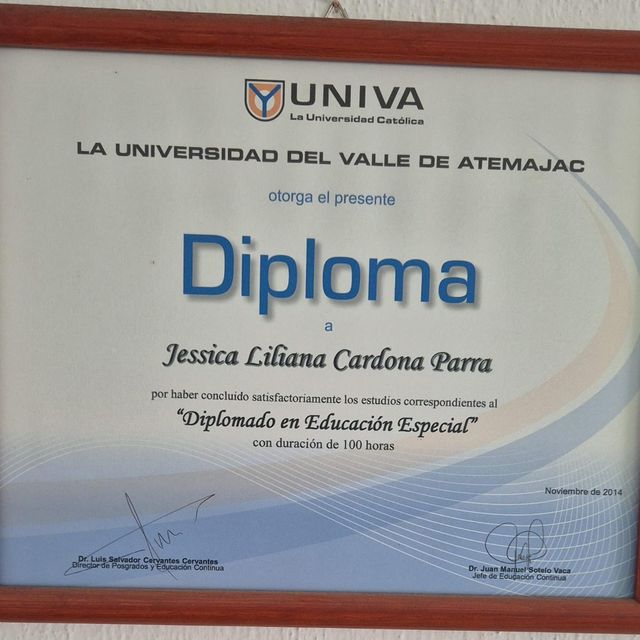 UNIVA
La Universidad Católica
LA UNIVERSIDAD DEL VALLE DE ATEMAJAC
otorga el presente
Diploma
a
Jessica Liliana Cardona Parra
por haber concluido satisfactoriamente los estudios correspondientes al
“Diplomado en Educación Especial”
con duración de 100 horas
Noviembre de 2014
Dr. Luis Salvador Cervantes Cervantes
Director de Posgrados y Educación Continua
Dr. Juan Manuel Sotelo Vaca
Jefe de Educación Continua